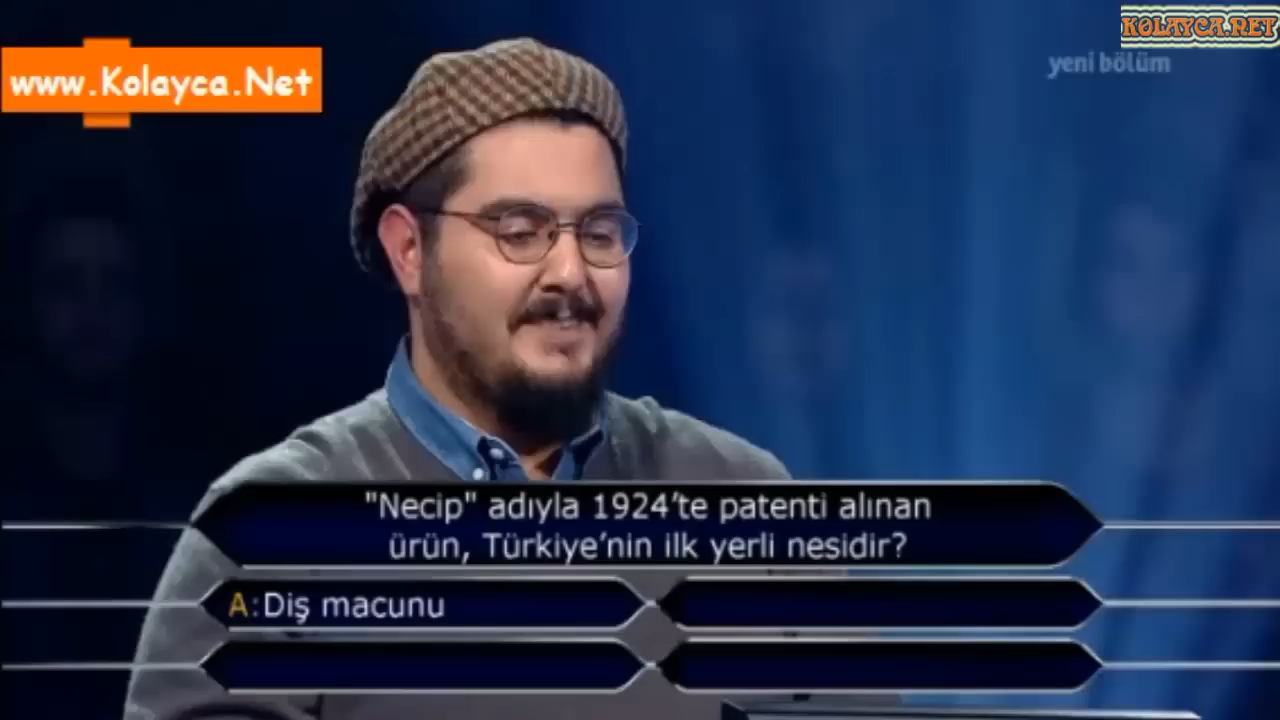 KOLAYCA.NET
www.Kolayca.Net
yeni bölüm
"Necip" adıyla 1924'te patenti alınan
ürün, Türkiye'nin ilk yerli nesidir?
A:Diş macunu